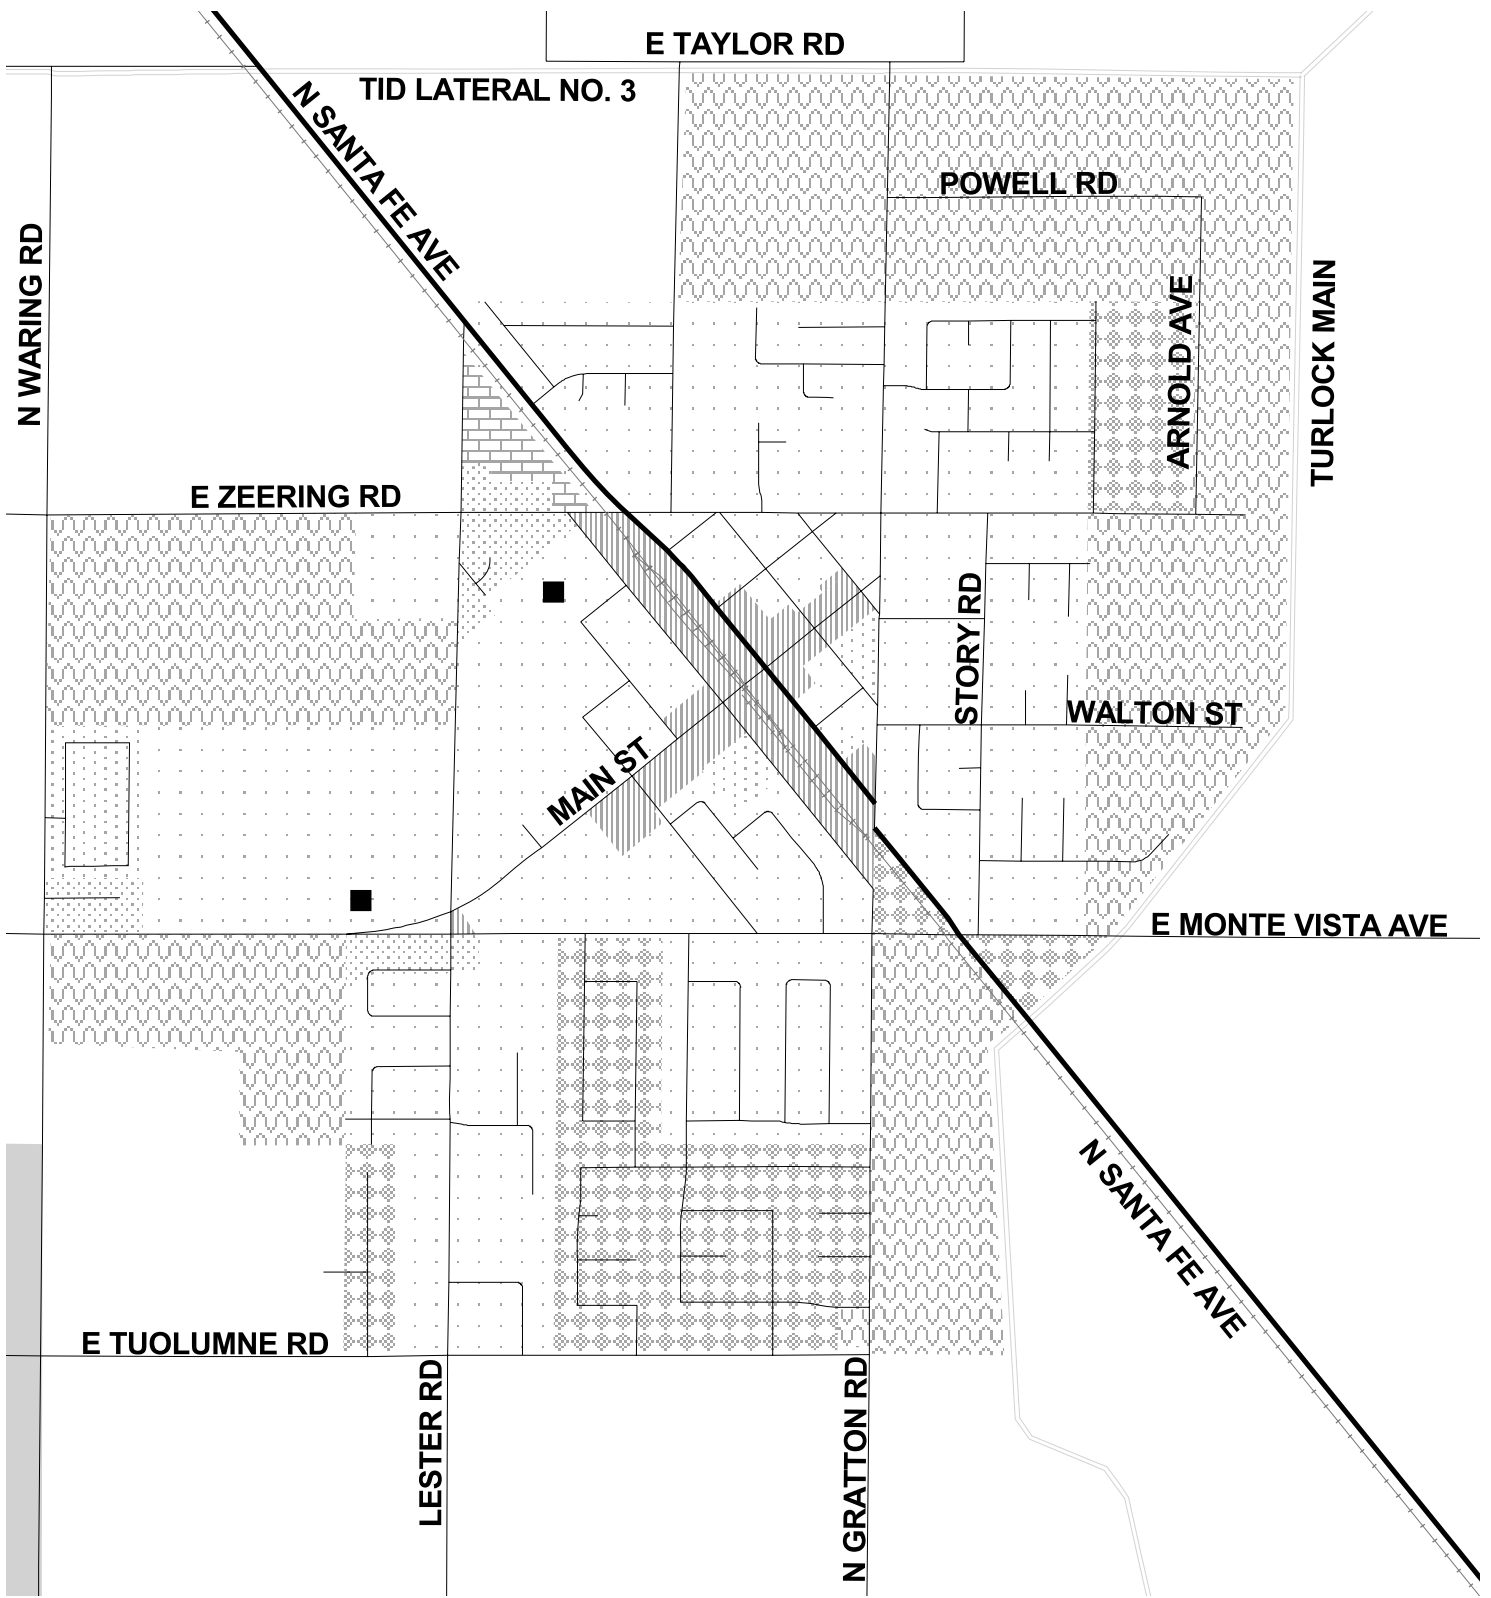 E TAYLOR RD
TID LATERAL NO. 3
N SANTA FE AVE
POWELL RD
N WARING RD
ARNOLD AVE
TURLOCK MAIN
E ZEERING RD
STORY RD
WALTON ST
MAIN ST
E MONTE VISTA AVE
N SANTA FE AVE
E TUOLUMNE RD
LESTER RD
N GRATTON RD